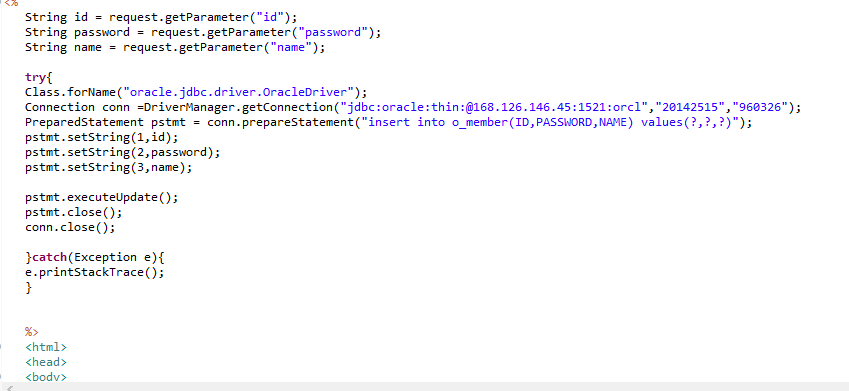 <%
String id = request.getParameter("id");
String password = request.getParameter("password");
String name = request.getParameter("name");
try{
Class.forName("oracle.jdbc.driver.OracleDriver");
Connection conn =DriverManager.getConnection("jdbc:oracle:thin:@168.126.146.45:1521:orcl","20142515","960326");
PreparedStatement pstmt = conn.prepareStatement("insert into o_member(ID,PASSWORD,NAME) values(?,?,?)");
pstmt.setString(1,id);
pstmt.setString(2,password);
pstmt.setString(3,name);
pstmt.executeUpdate();
pstmt.close();
conn.close();
}catch(Exception e){
e.printStackTrace();
}
%>
<html>
<head>
<body>